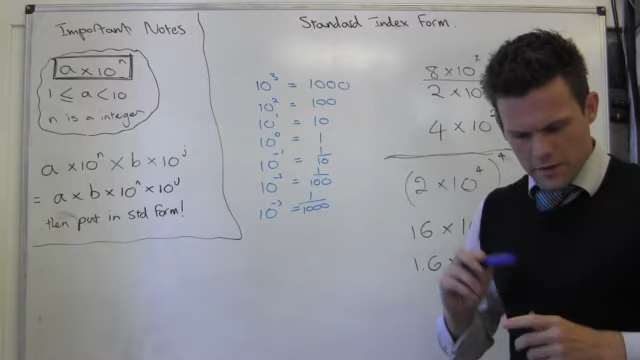 Important Notes
a × 10ⁿ
1 ≤ a < 10
n is a integer
a × 10ⁿ × b × 10ʲ
= a × b × 10ⁿ × 10ʲ
then put in std form!
Standard Index Form.
10³ = 1000
10² = 100
10¹ = 10
10⁰ = 1
10⁻¹ = 1/10
10⁻² = 1/100
10⁻³ = 1/1000
8 × 10²
2 × 10
4 × 10
(2 × 10⁴)⁴
16 × 1
1.6 ×